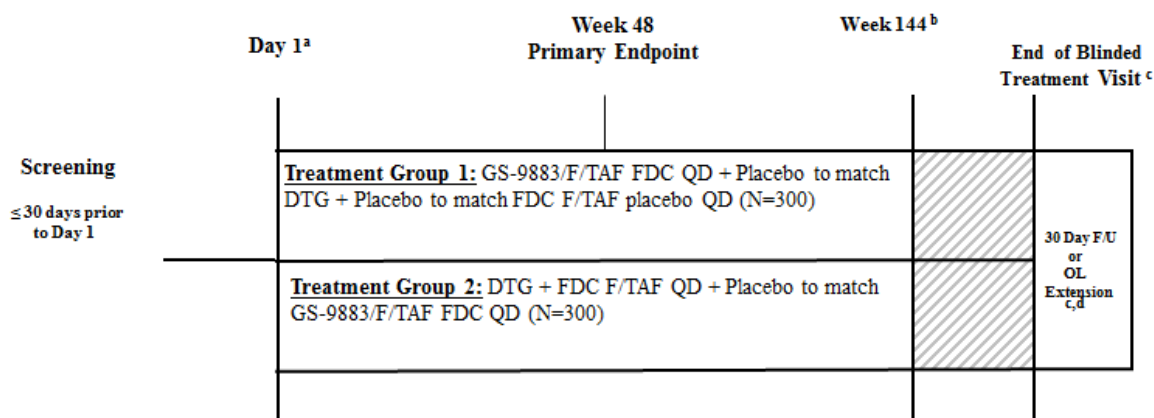 Week 48
Primary Endpoint
Week 144 b
Day 1a
End of Blinded
Treatment Visit c
Screening
≤ 30 days prior
to Day 1
Treatment Group 1: GS-9883/F/TAF FDC QD + Placebo to match
DTG + Placebo to match FDC F/TAF placebo QD (N=300)
Treatment Group 2: DTG + FDC F/TAF QD + Placebo to match
GS-9883/F/TAF FDC QD (N=300)
30 Day F/U
or
OL
Extension
c,d